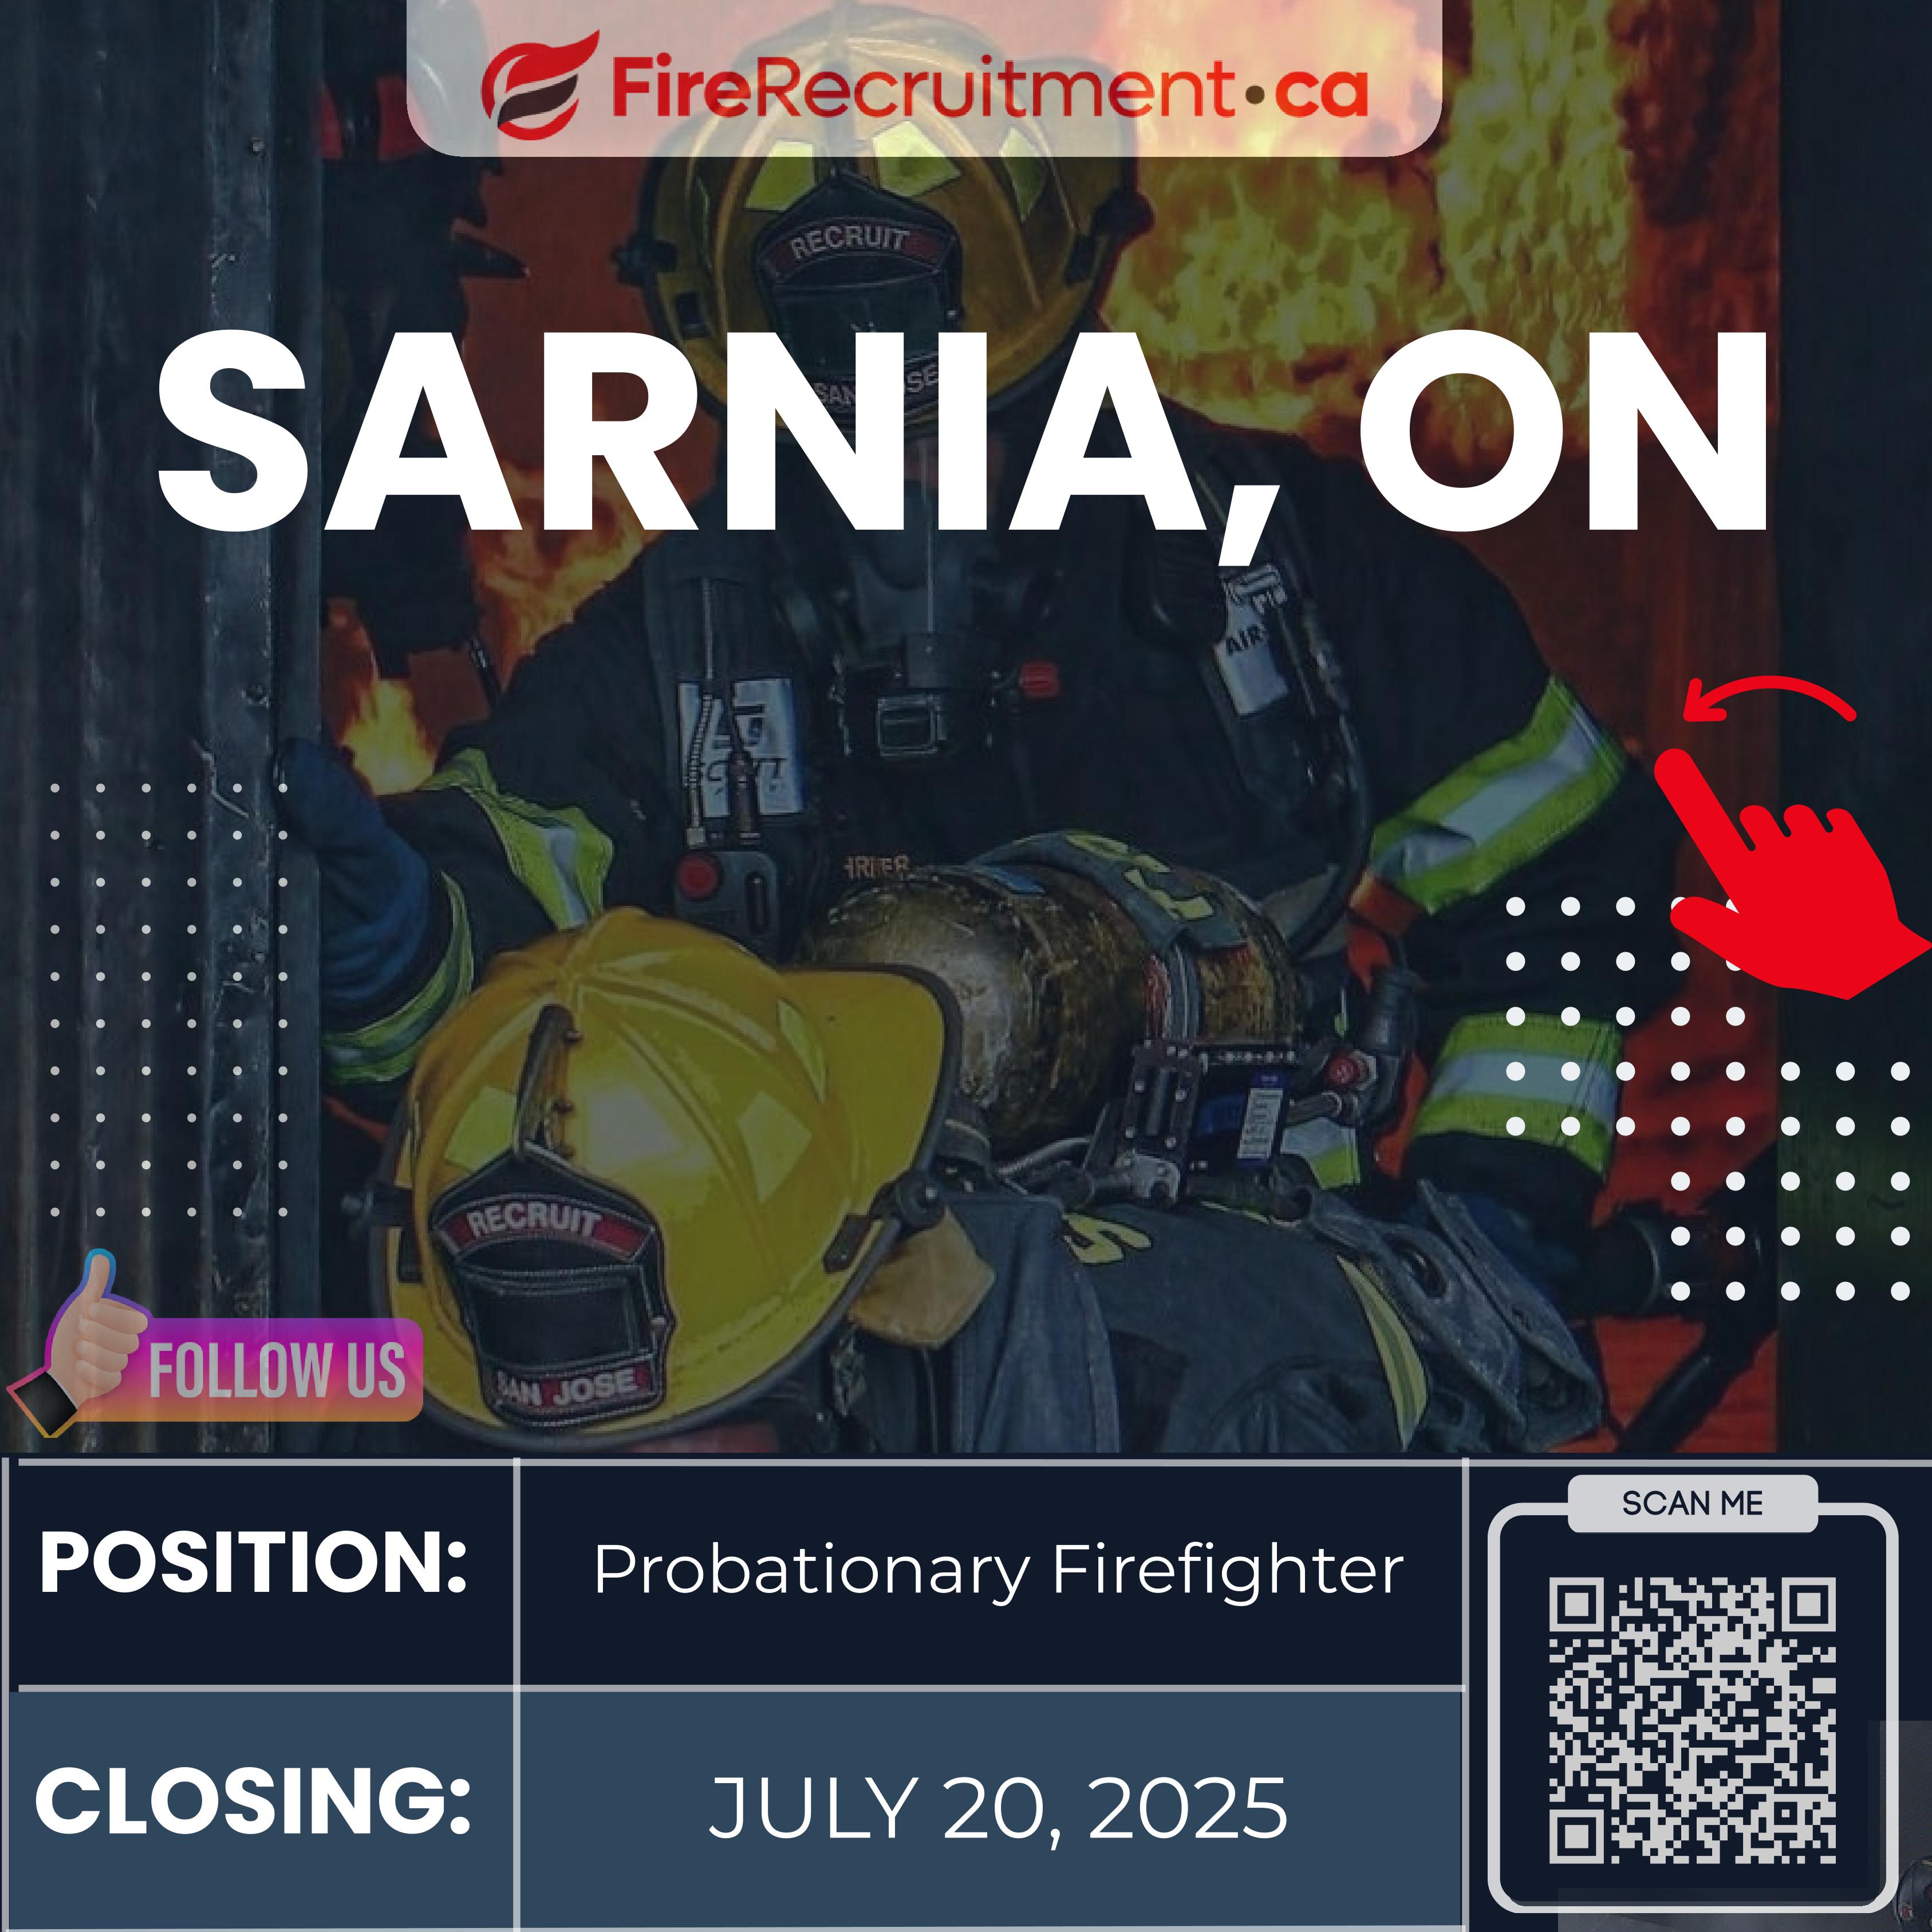 FireRecruitment.ca
RECRUIT
SARNIA, ON
AIR
RECRUIT
SAN JOSE
FOLLOW US
SCAN ME
POSITION:
Probationary Firefighter
CLOSING:
JULY 20, 2025